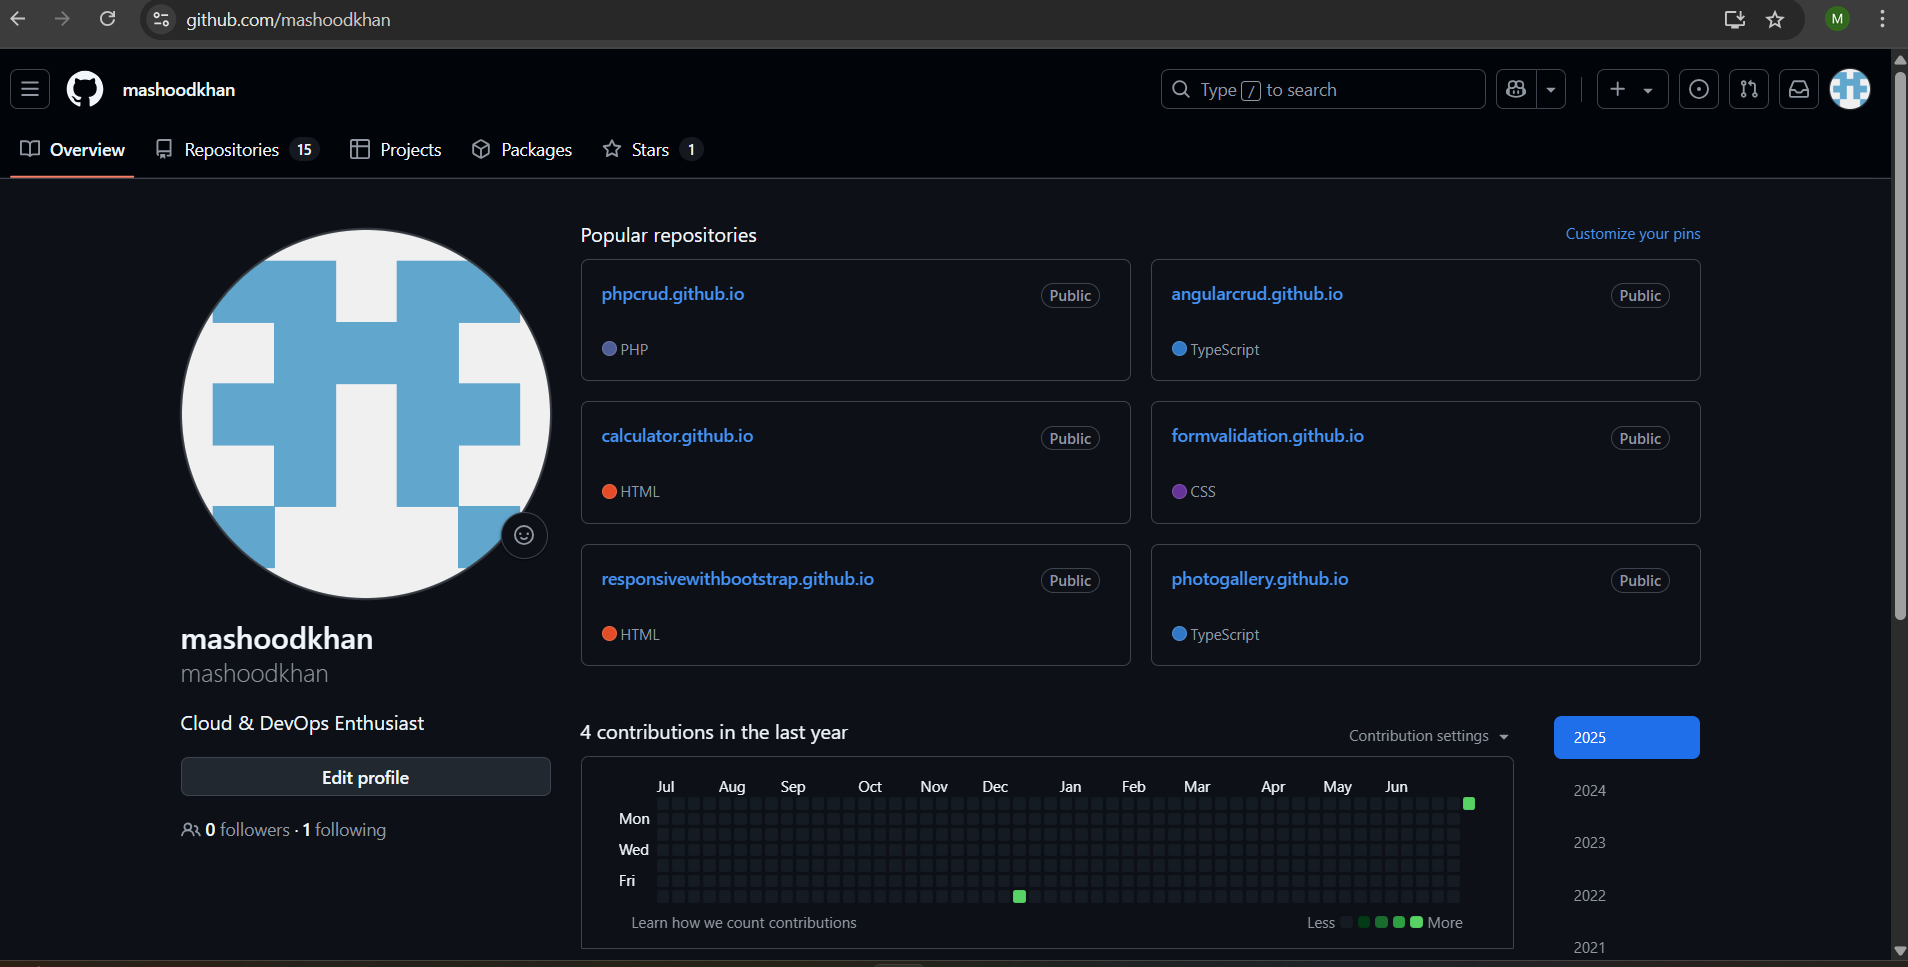 github.com/mashoodkhan
M
mashoodkhan
Type / to search
Overview
Repositories 15
Projects
Packages
Stars 1
Popular repositories
Customize your pins
phpcrud.github.io
Public
PHP
angularcrud.github.io
Public
TypeScript
calculator.github.io
Public
HTML
formvalidation.github.io
Public
CSS
responsivewithbootstrap.github.io
Public
HTML
photogallery.github.io
Public
TypeScript
mashoodkhan
mashoodkhan
Cloud & DevOps Enthusiast
Edit profile
0 followers · 1 following
4 contributions in the last year
Contribution settings
Jul Aug Sep Oct Nov Dec Jan Feb Mar Apr May Jun
Mon
Wed
Fri
Learn how we count contributions
Less More
2025
2024
2023
2022
2021